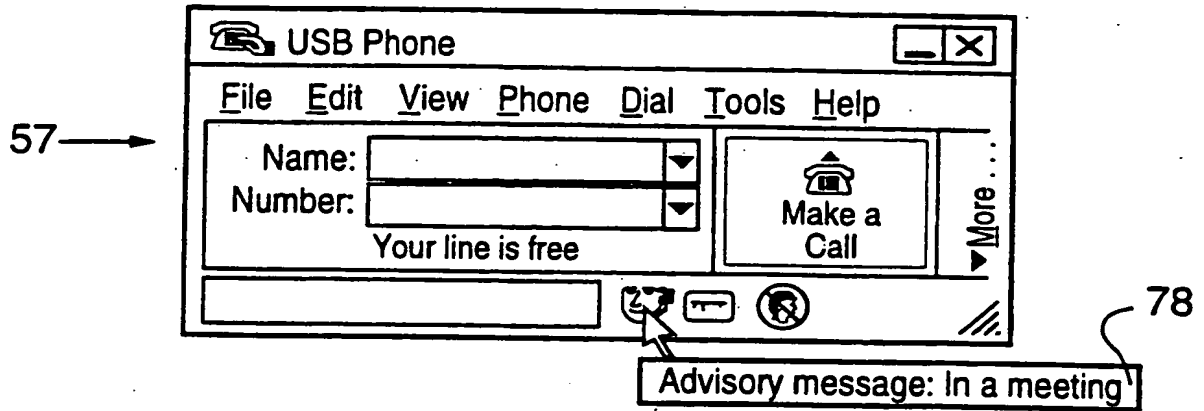 USB Phone
File Edit View Phone Dial Tools Help
57
Name:
Number:
Your line is free
Make a
Call
More...
78
Advisory message: In a meeting